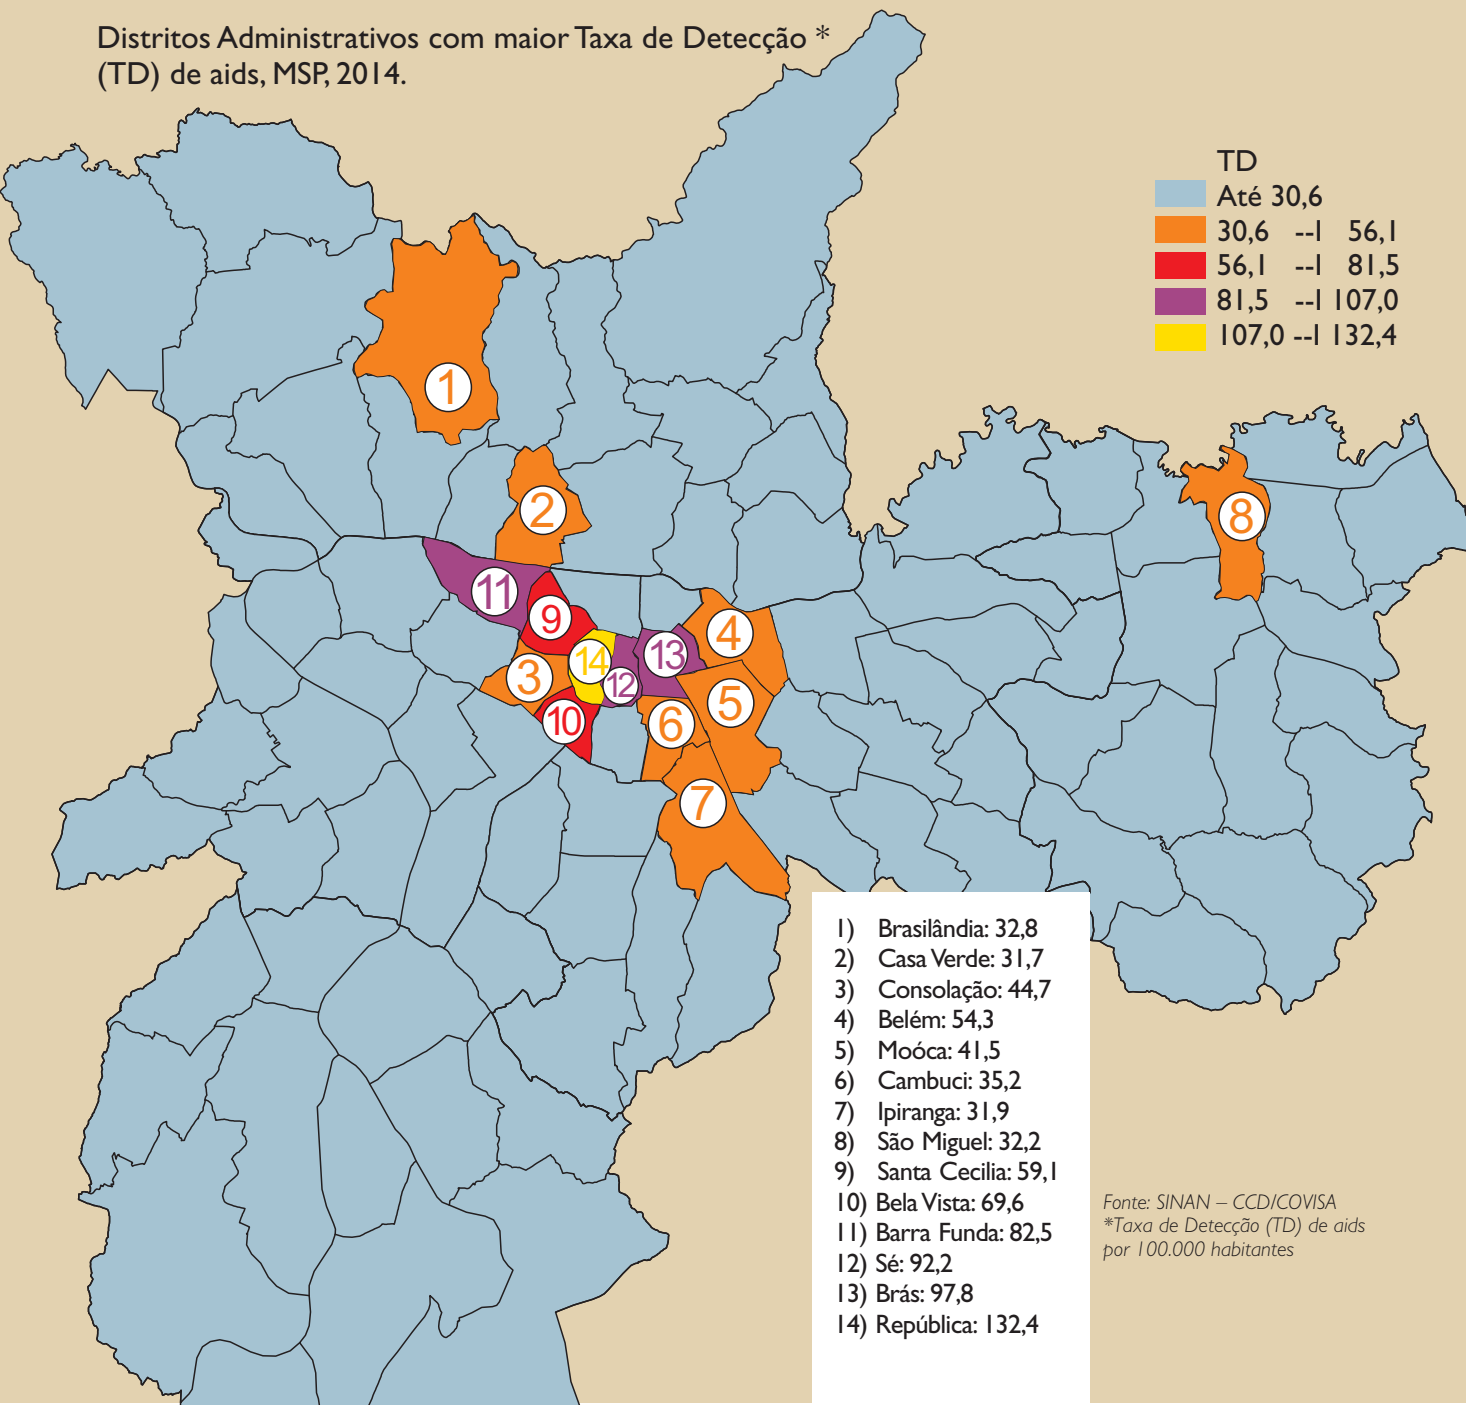 Distritos Administrativos com maior Taxa de Detecção *
(TD) de aids, MSP, 2014.
TD
Até 30,6
30,6 --I 56,1
56,1 --I 81,5
81,5 --I 107,0
107,0 --I 132,4
1
2
8
11
9
4
14
13
3
12
5
10
6
7
1) Brasilândia: 32,8
2) Casa Verde: 31,7
3) Consolação: 44,7
4) Belém: 54,3
5) Moóca: 41,5
6) Cambuci: 35,2
7) Ipiranga: 31,9
8) São Miguel: 32,2
9) Santa Cecilia: 59,1
10) Bela Vista: 69,6
11) Barra Funda: 82,5
12) Sé: 92,2
13) Brás: 97,8
14) República: 132,4
Fonte: SINAN – CCD/COVISA
*Taxa de Detecção (TD) de aids
por 100.000 habitantes